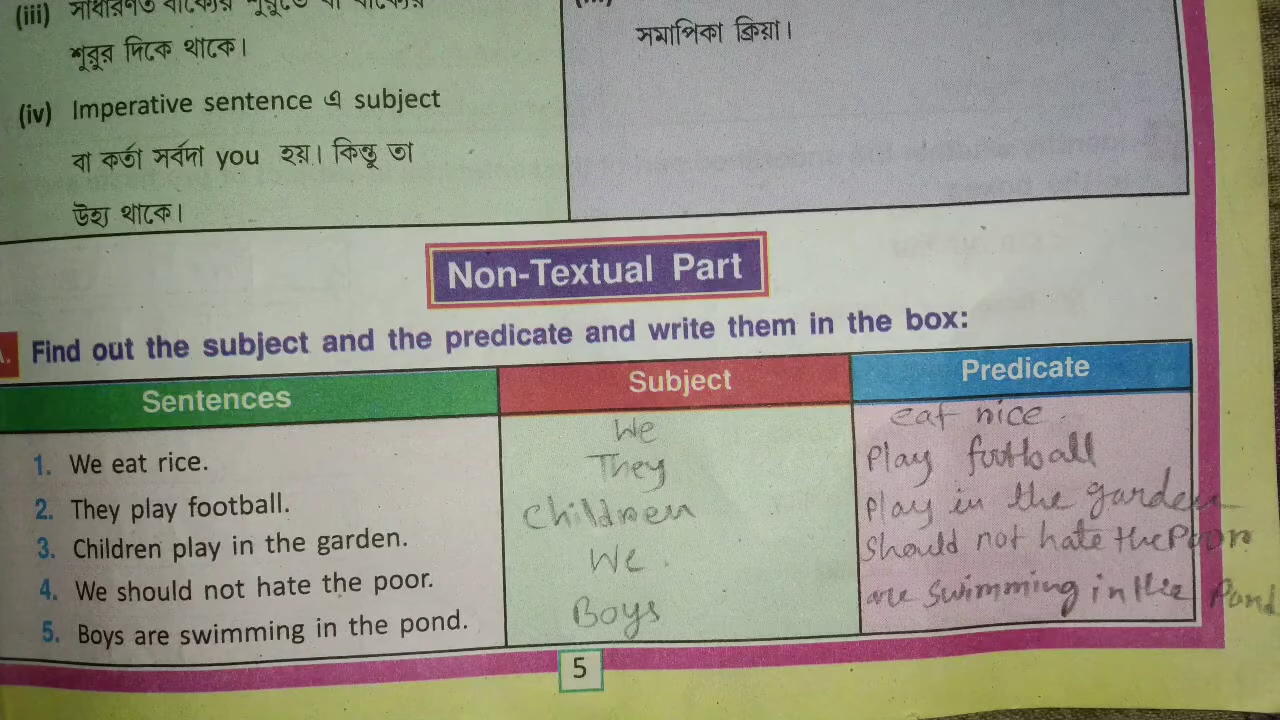 (iii) সাধারণত বাক্যের শুরুতে বা বাক্যের
শুরুর দিকে থাকে।
(iv) Imperative sentence এ subject
বা কর্তা সর্বদা you হয়। কিন্তু তা
উহ্য থাকে।
সমাপিকা ক্রিয়া।
Non-Textual Part
A. Find out the subject and the predicate and write them in the box:
Sentences Subject Predicate
1. We eat rice. We eat rice.
2. They play football. They Play football
3. Children play in the garden. Children Play in the garden
4. We should not hate the poor. We. Should not hate the Poor
5. Boys are swimming in the pond. Boys are swimming in the Pond
5